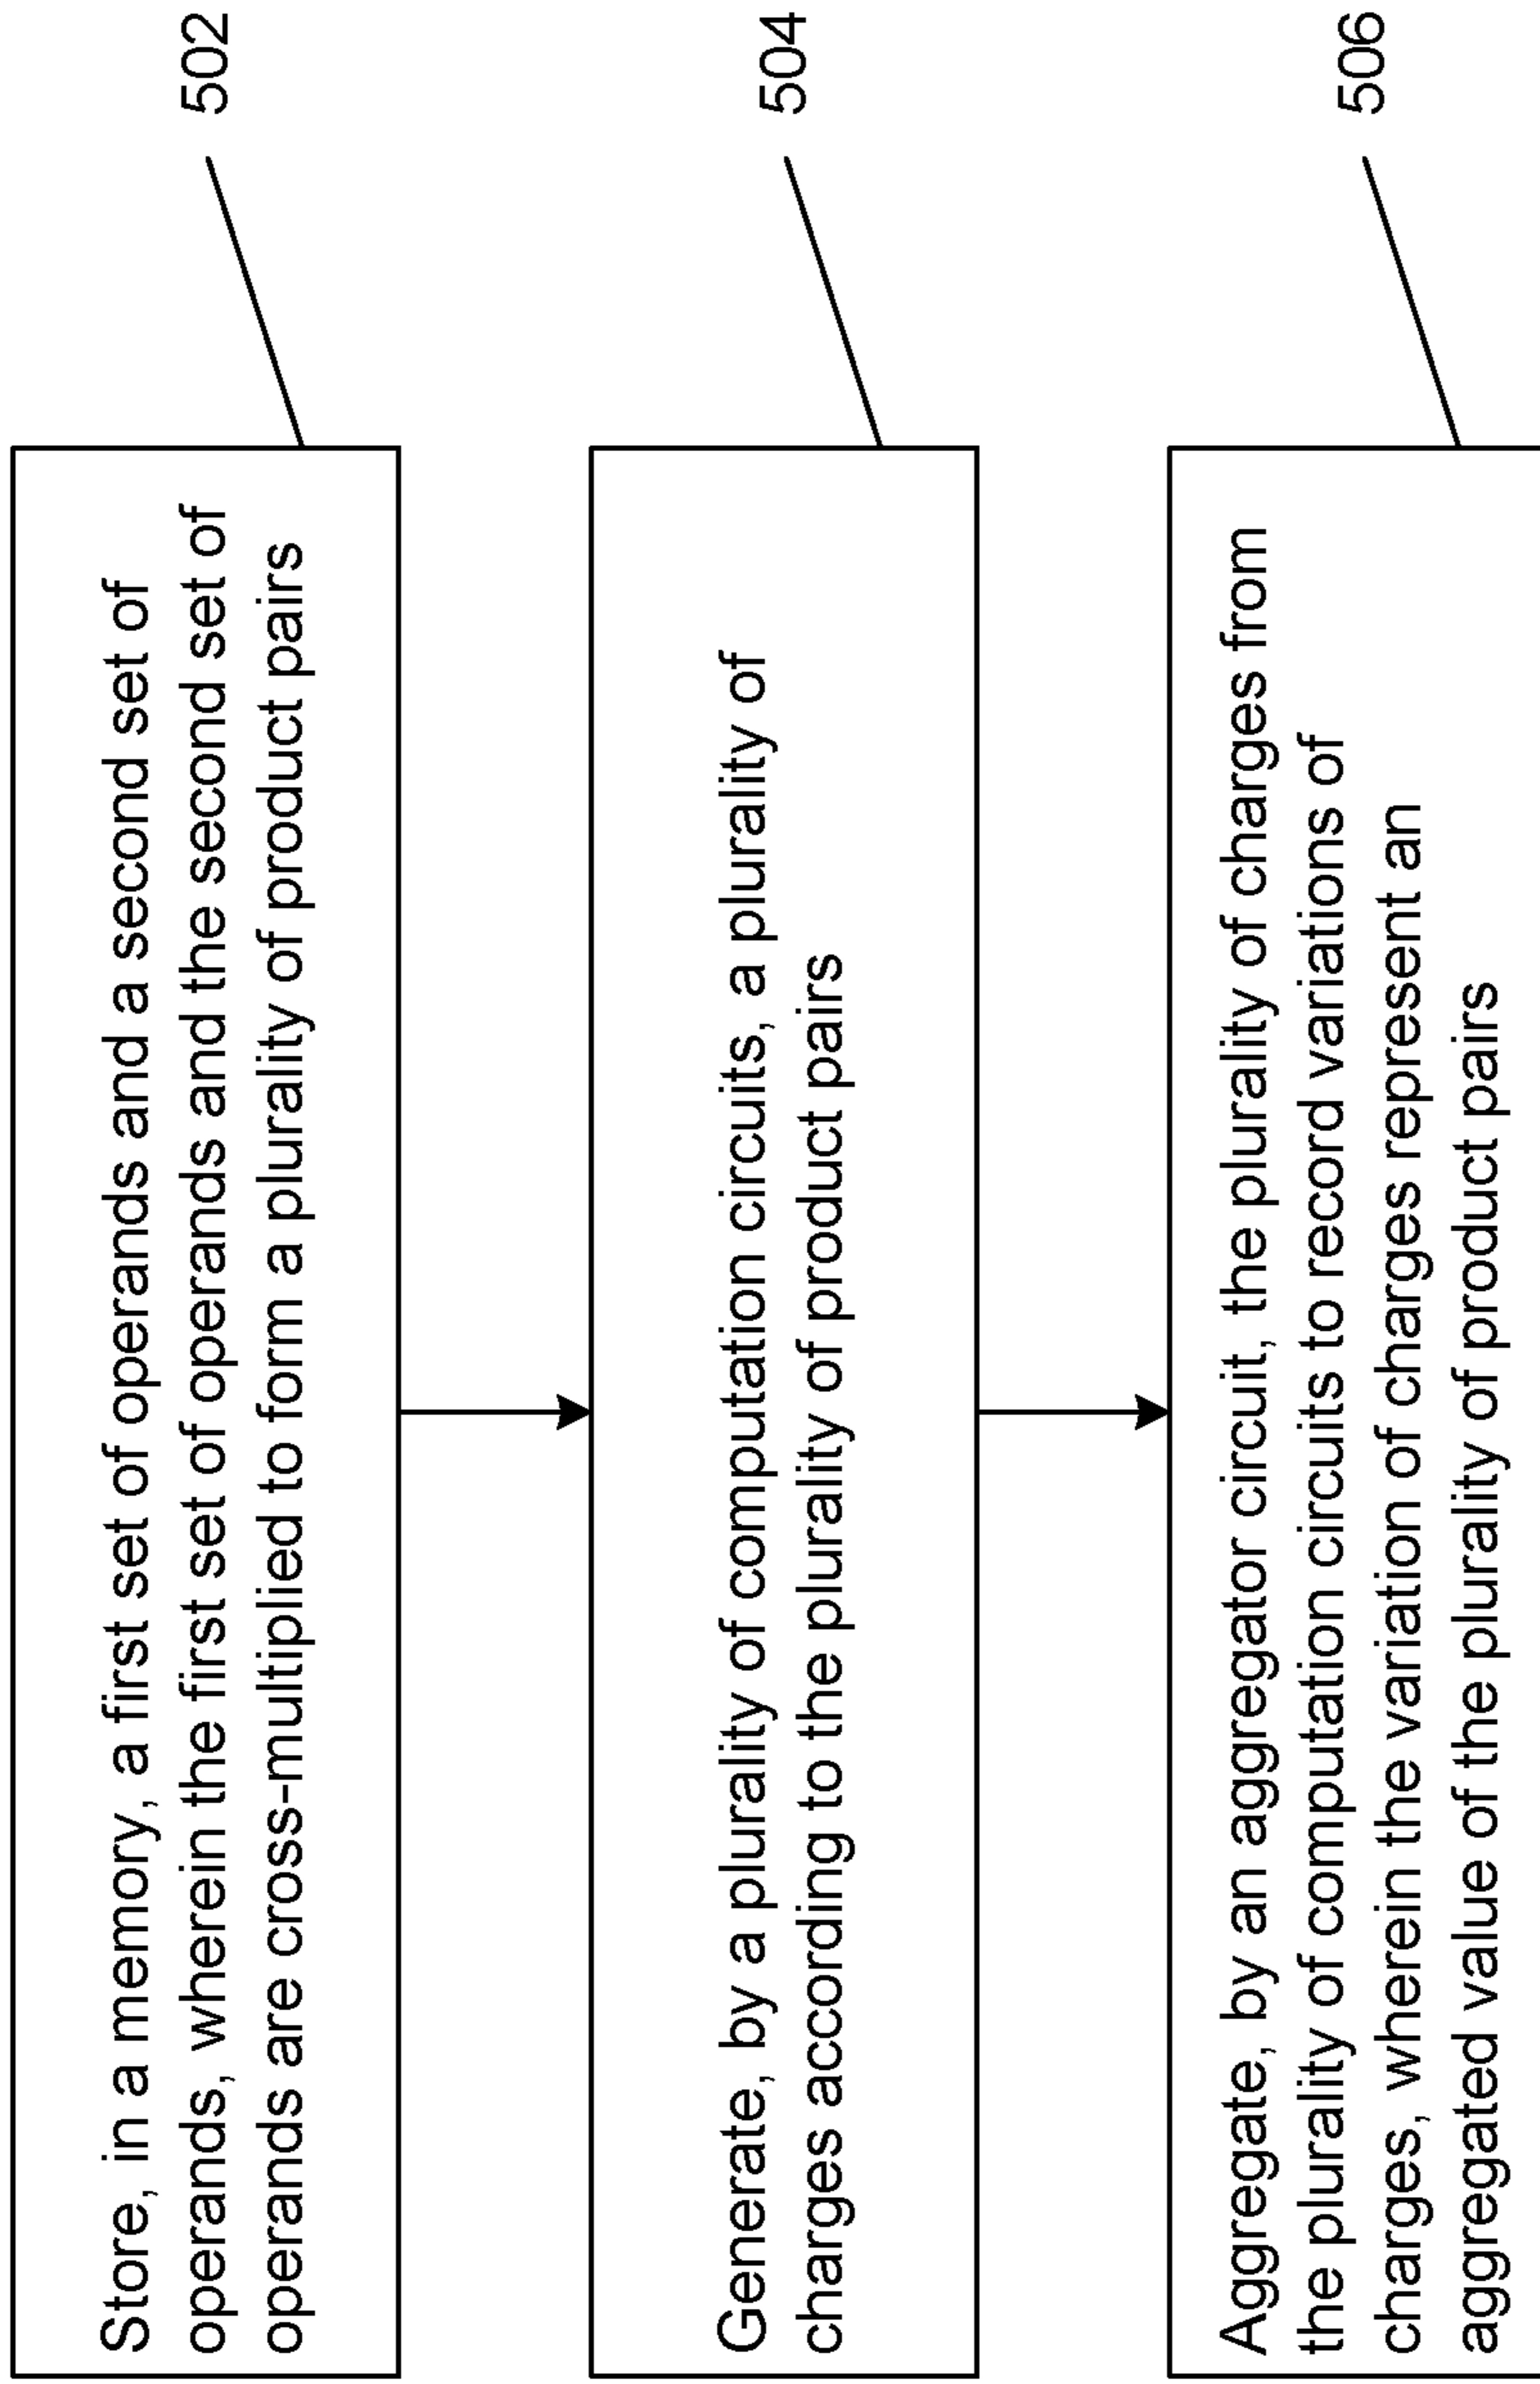 Store, in a memory, a first set of operands and a second set of
operands, wherein the first set of operands and the second set of
operands are cross-multiplied to form a plurality of product pairs
502
Generate, by a plurality of computation circuits, a plurality of
charges according to the plurality of product pairs
504
Aggregate, by an aggregator circuit, the plurality of charges from
the plurality of computation circuits to record variations of
charges, wherein the variation of charges represent an
aggregated value of the plurality of product pairs
506